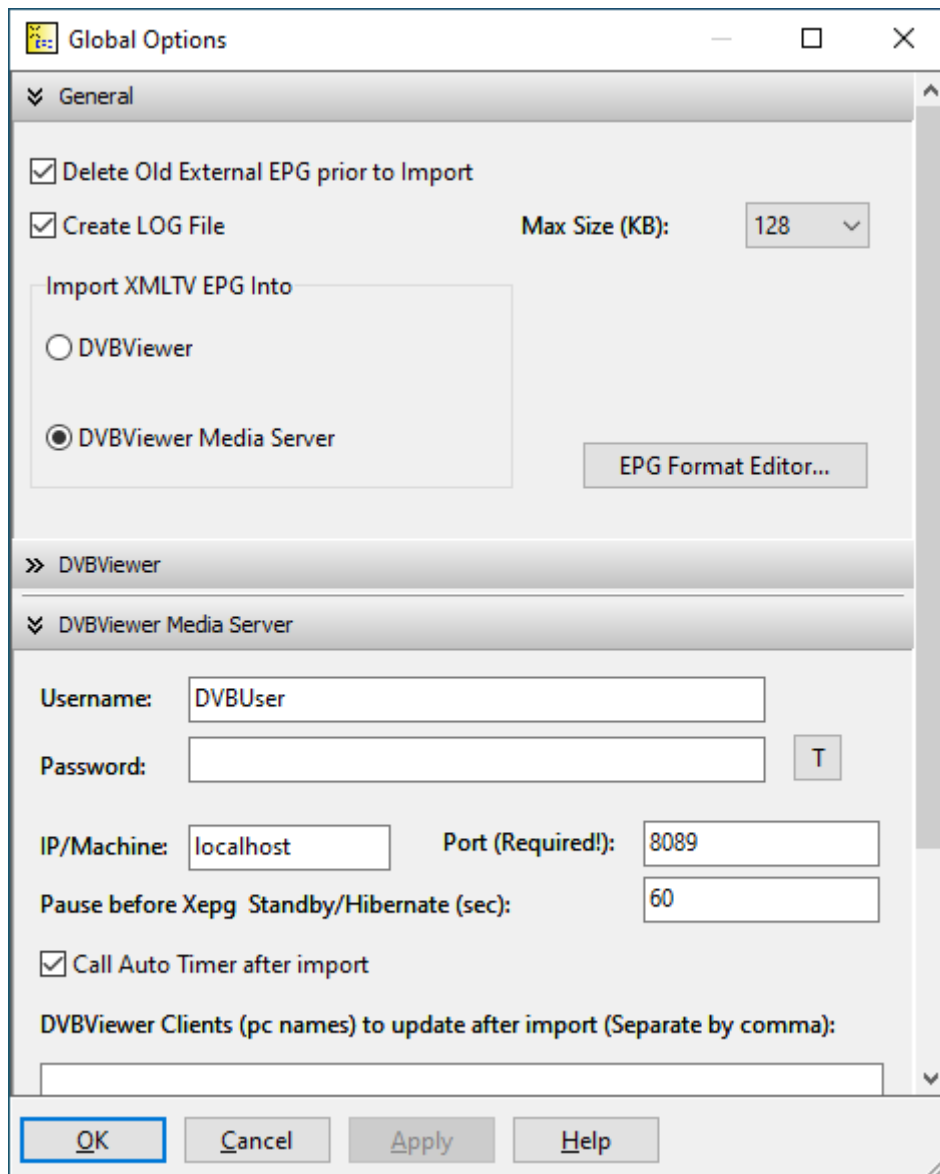 Global Options
General
Delete Old External EPG prior to Import
Create LOG File Max Size (KB): 128
Import XMLTV EPG Into
DVBViewer
DVBViewer Media Server
EPG Format Editor...
DVBViewer
DVBViewer Media Server
Username: DVBUser
Password: T
IP/Machine: localhost Port (Required!): 8089
Pause before Xepg Standby/Hibernate (sec): 60
Call Auto Timer after import
DVBViewer Clients (pc names) to update after import (Separate by comma):
OK Cancel Apply Help